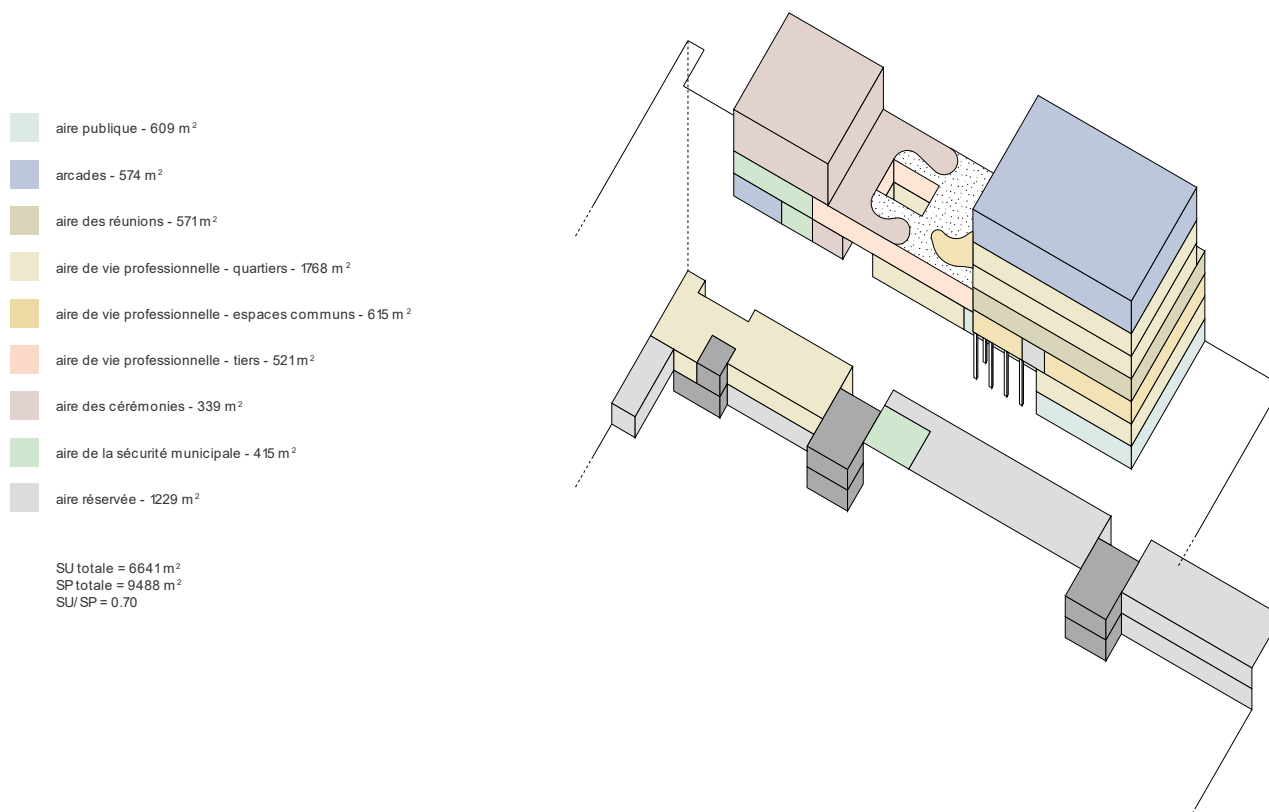 aire publique - 609 m²
arcades - 574 m²
aire des réunions - 571 m²
aire de vie professionnelle - quartiers - 1768 m²
aire de vie professionnelle - espaces communs - 615 m²
aire de vie professionnelle - tiers - 521 m²
aire des cérémonies - 339 m²
aire de la sécurité municipale - 415 m²
aire réservée - 1229 m²
SU totale = 6641 m²
SP totale = 9488 m²
SU/SP = 0.70